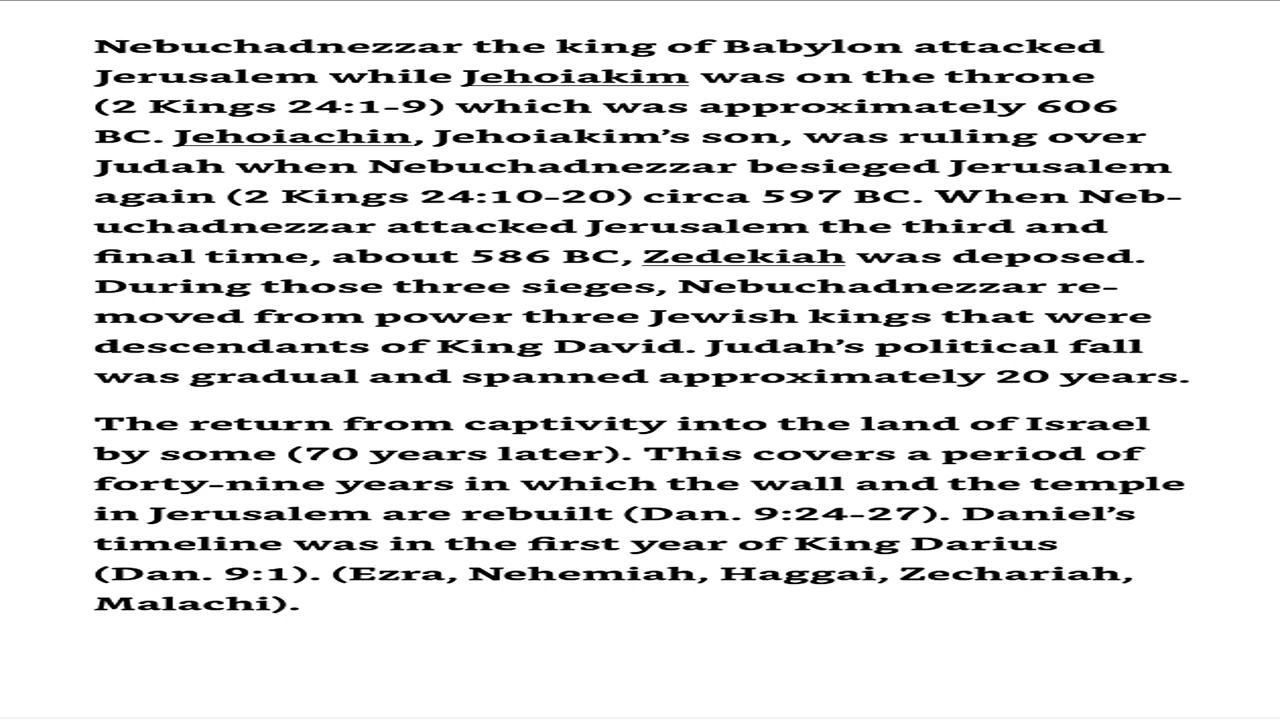 Nebuchadnezzar the king of Babylon attacked
Jerusalem while Jehoiakim was on the throne
(2 Kings 24:1-9) which was approximately 606
BC. Jehoiachin, Jehoiakim’s son, was ruling over
Judah when Nebuchadnezzar besieged Jerusalem
again (2 Kings 24:10-20) circa 597 BC. When Neb-
uchadnezzar attacked Jerusalem the third and
final time, about 586 BC, Zedekiah was deposed.
During those three sieges, Nebuchadnezzar re-
moved from power three Jewish kings that were
descendants of King David. Judah’s political fall
was gradual and spanned approximately 20 years.
The return from captivity into the land of Israel
by some (70 years later). This covers a period of
forty-nine years in which the wall and the temple
in Jerusalem are rebuilt (Dan. 9:24-27). Daniel’s
timeline was in the first year of King Darius
(Dan. 9:1). (Ezra, Nehemiah, Haggai, Zechariah,
Malachi).